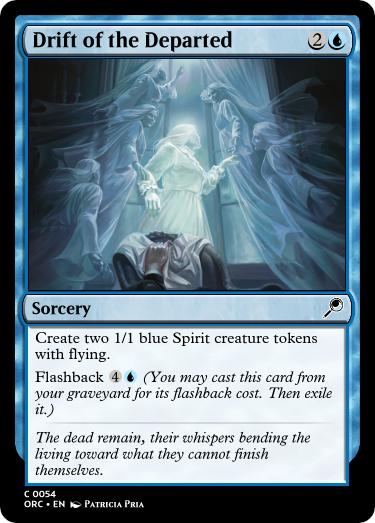 Drift of the Departed 2
Sorcery
Create two 1/1 blue Spirit creature tokens
with flying.
Flashback 4 (You may cast this card from
your graveyard for its flashback cost. Then exile
it.)
The dead remain, their whispers bending the
living toward what they cannot finish
themselves.
C 0054
ORC • EN Patricia Pria